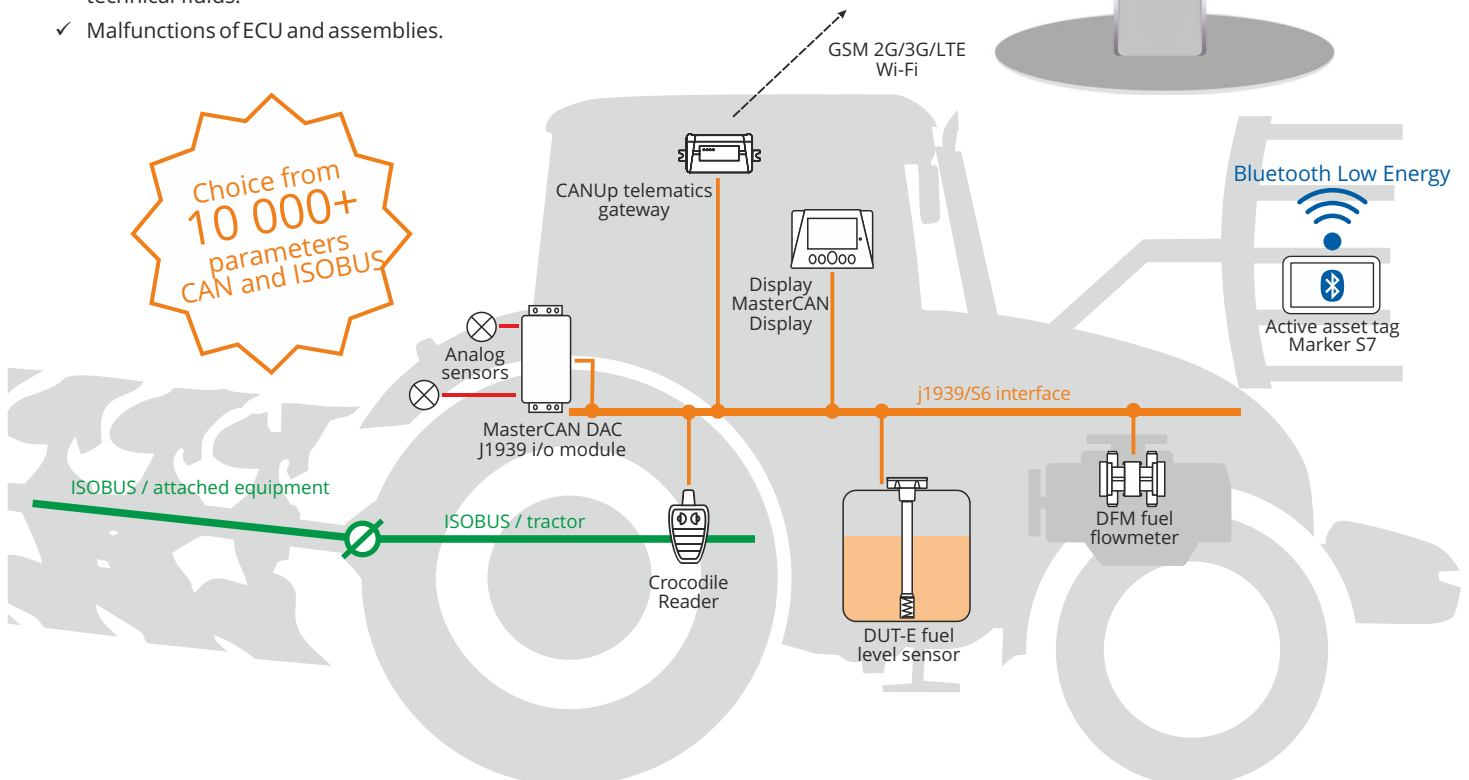 technical fluids.
✓ Malfunctions of ECU and assemblies.
GSM 2G/3G/LTE
Wi-Fi
Choice from
10 000+
parameters
CAN and ISOBUS
CANUp telematics
gateway
Bluetooth Low Energy
Display
MasterCAN
Display
Active asset tag
Marker S7
Analog
sensors
j1939/S6 interface
MasterCAN DAC
J1939 i/o module
ISOBUS / attached equipment
ISOBUS / tractor
DFM fuel
flowmeter
Crocodile
Reader
DUT-E fuel
level sensor